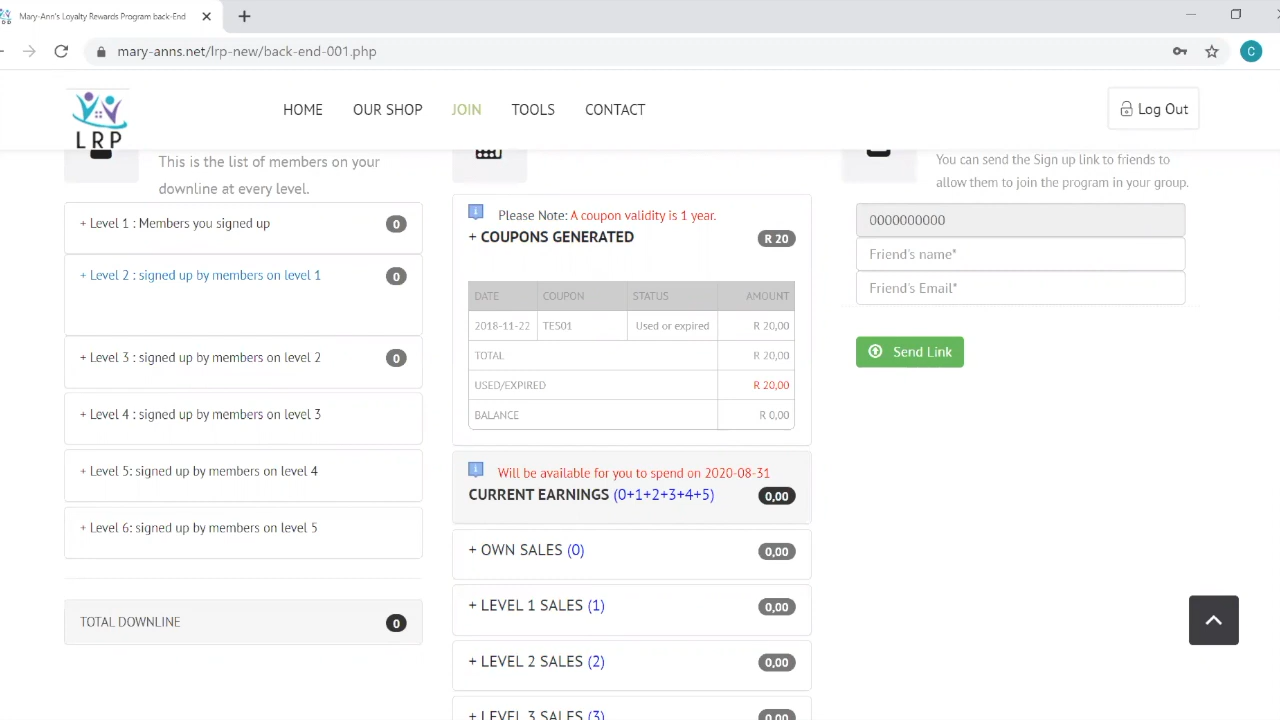 Mary-Ann's Loyalty Rewards Program back-End
mary-anns.net/lrp-new/back-end-001.php
C
LRP
HOME
OUR SHOP
JOIN
TOOLS
CONTACT
Log Out
This is the list of members on your
downline at every level.
+ Level 1 : Members you signed up 0
+ Level 2 : signed up by members on level 1 0
+ Level 3 : signed up by members on level 2 0
+ Level 4 : signed up by members on level 3
+ Level 5: signed up by members on level 4
+ Level 6: signed up by members on level 5
TOTAL DOWNLINE 0
Please Note: A coupon validity is 1 year.
+ COUPONS GENERATED R 20
DATE COUPON STATUS AMOUNT
2018-11-22 TES01 Used or expired R 20,00
TOTAL R 20,00
USED/EXPIRED R 20,00
BALANCE R 0,00
Will be available for you to spend on 2020-08-31
CURRENT EARNINGS (0+1+2+3+4+5) 0,00
+ OWN SALES (0) 0,00
+ LEVEL 1 SALES (1) 0,00
+ LEVEL 2 SALES (2) 0,00
+ LEVEL 3 SALES (3) 0,00
You can send the Sign up link to friends to
allow them to join the program in your group.
0000000000
Friend's name*
Friend's Email*
Send Link